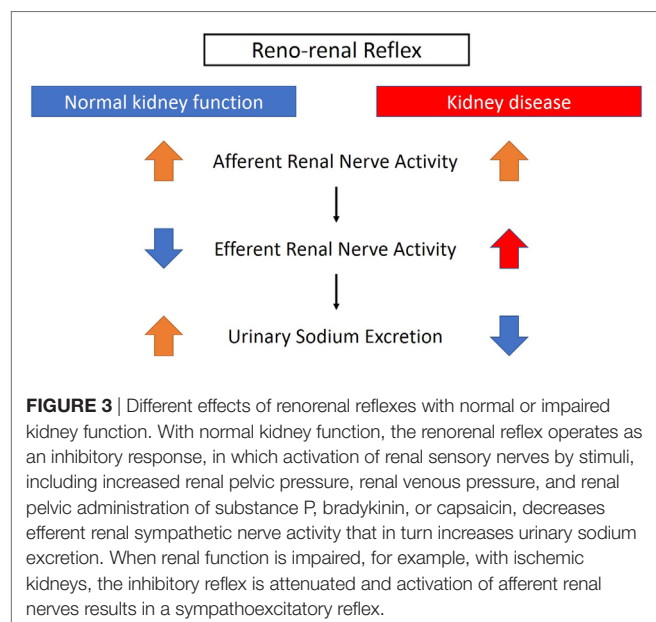 Reno-renal Reflex
Normal kidney function
Kidney disease
Afferent Renal Nerve Activity
Efferent Renal Nerve Activity
Urinary Sodium Excretion
FIGURE 3 | Different effects of renorenal reflexes with normal or impaired
kidney function. With normal kidney function, the renorenal reflex operates as
an inhibitory response, in which activation of renal sensory nerves by stimuli,
including increased renal pelvic pressure, renal venous pressure, and renal
pelvic administration of substance P, bradykinin, or capsaicin, decreases
efferent renal sympathetic nerve activity that in turn increases urinary sodium
excretion. When renal function is impaired, for example, with ischemic
kidneys, the inhibitory reflex is attenuated and activation of afferent renal
nerves results in a sympathoexcitatory reflex.